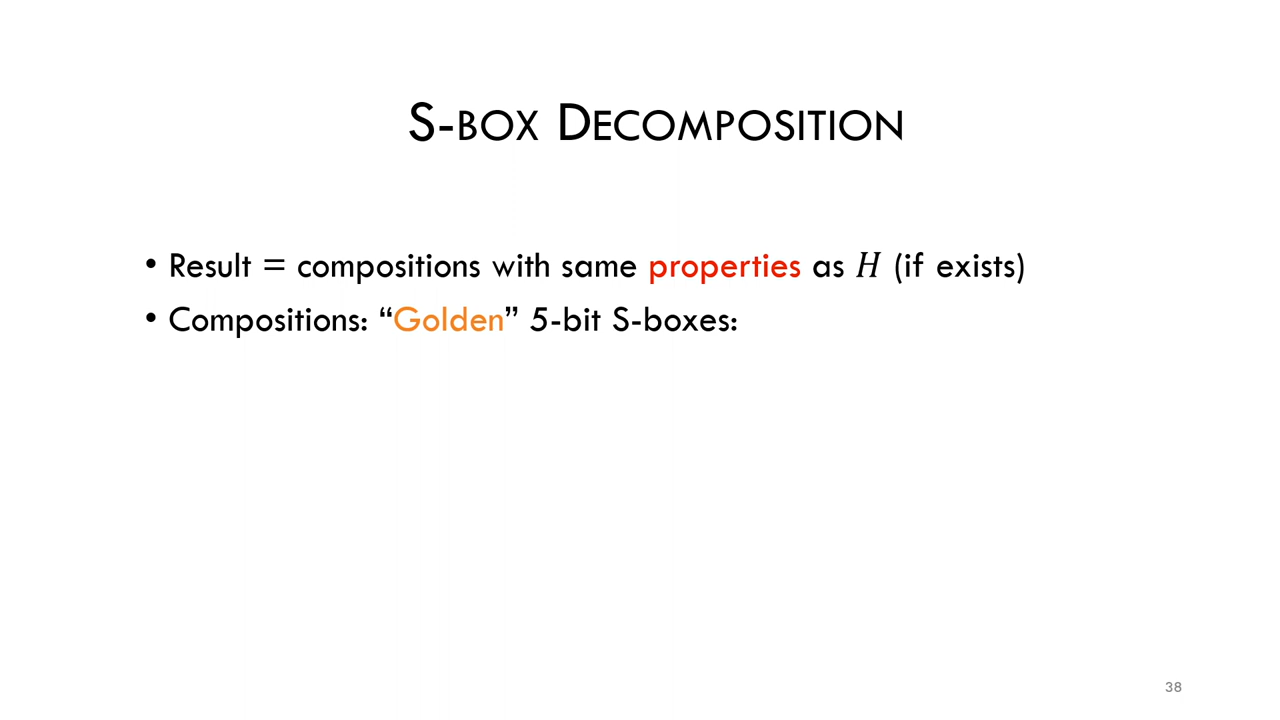 S-BOX DECOMPOSITION
• Result = compositions with same properties as H (if exists)
• Compositions: “Golden” 5-bit S-boxes:
38